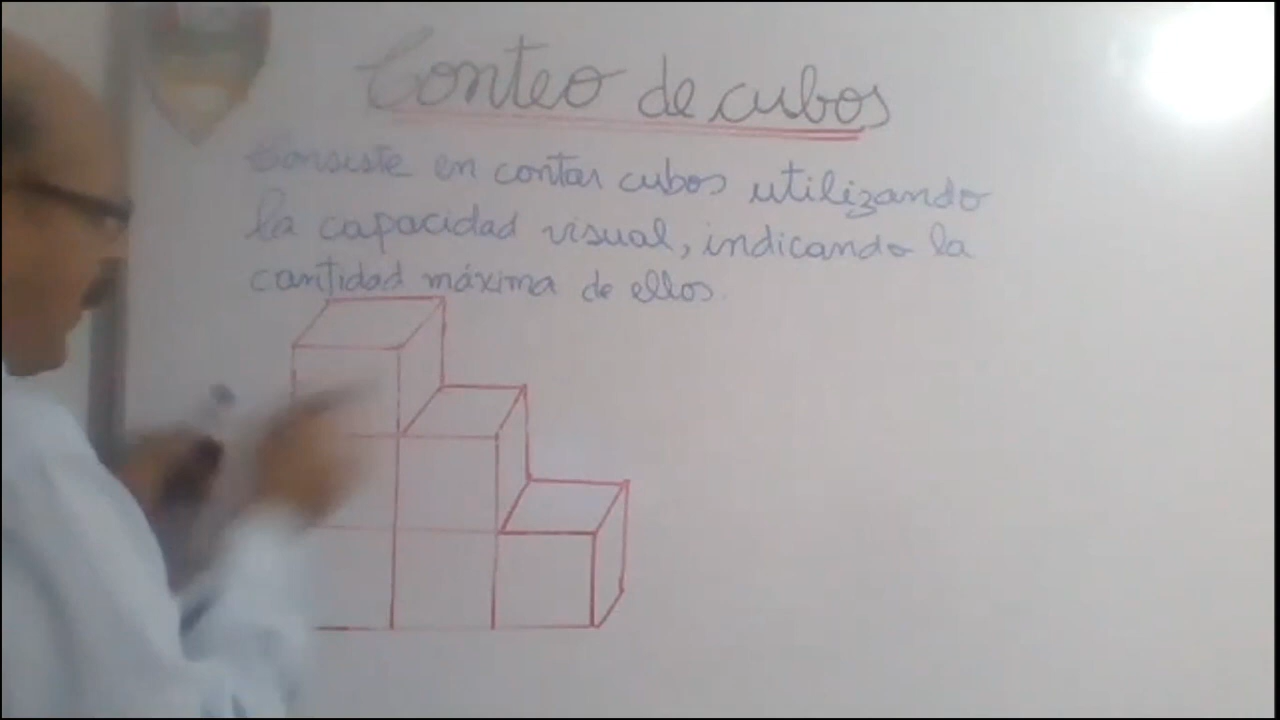 Conteo de cubos
Consiste en contar cubos utilizando
la capacidad visual, indicando la
cantidad máxima de ellos.